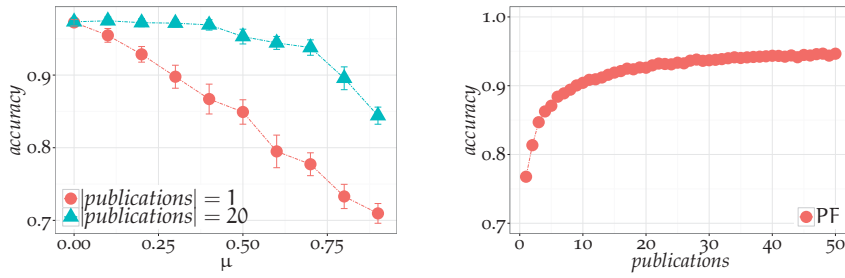 accuracy
0.9
0.8
0.7
|publications| = 1
|publications| = 20
0.00
0.25
0.50
0.75
μ
accuracy
1.0
0.9
0.8
0.7
PF
0
10
20
30
40
50
publications